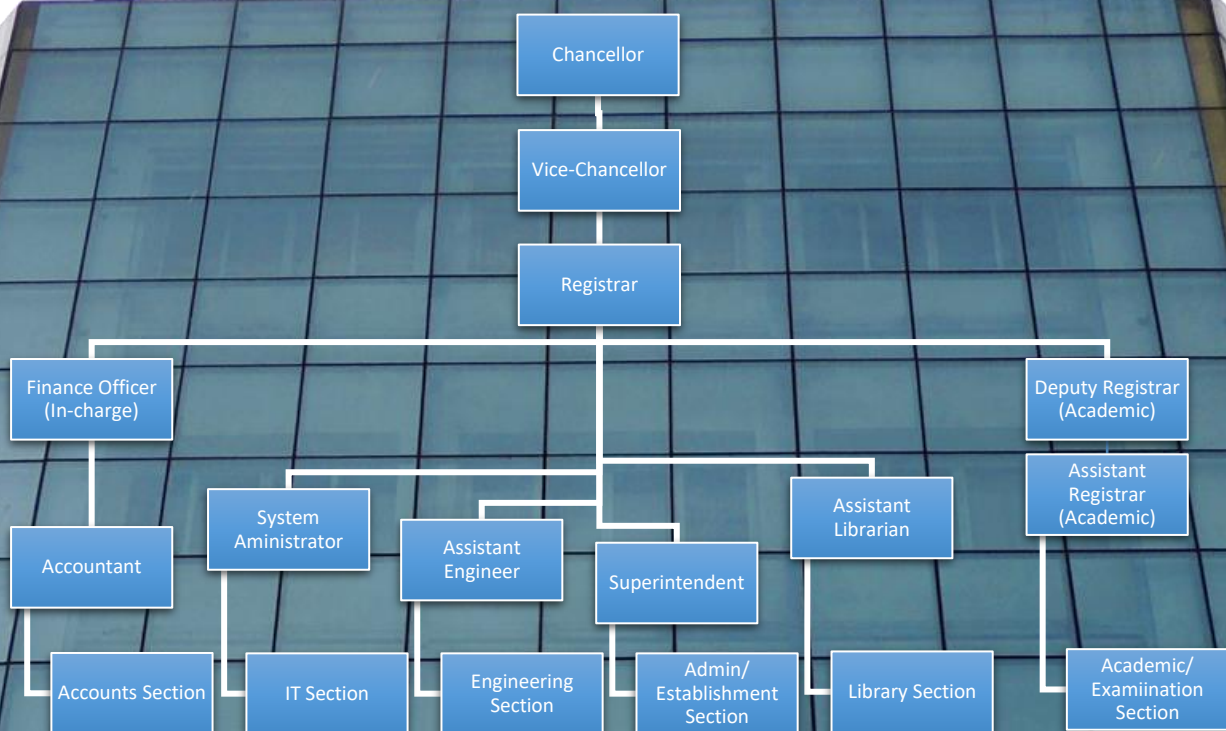 Chancellor
Vice-Chancellor
Registrar
Finance Officer
(In-charge)
Deputy Registrar
(Academic)
Assistant
Registrar
(Academic)
System
Aministrator
Assistant
Librarian
Assistant
Engineer
Accountant
Superintendent
Accounts Section
IT Section
Engineering
Section
Admin/
Establishment
Section
Library Section
Academic/
Examiination
Section